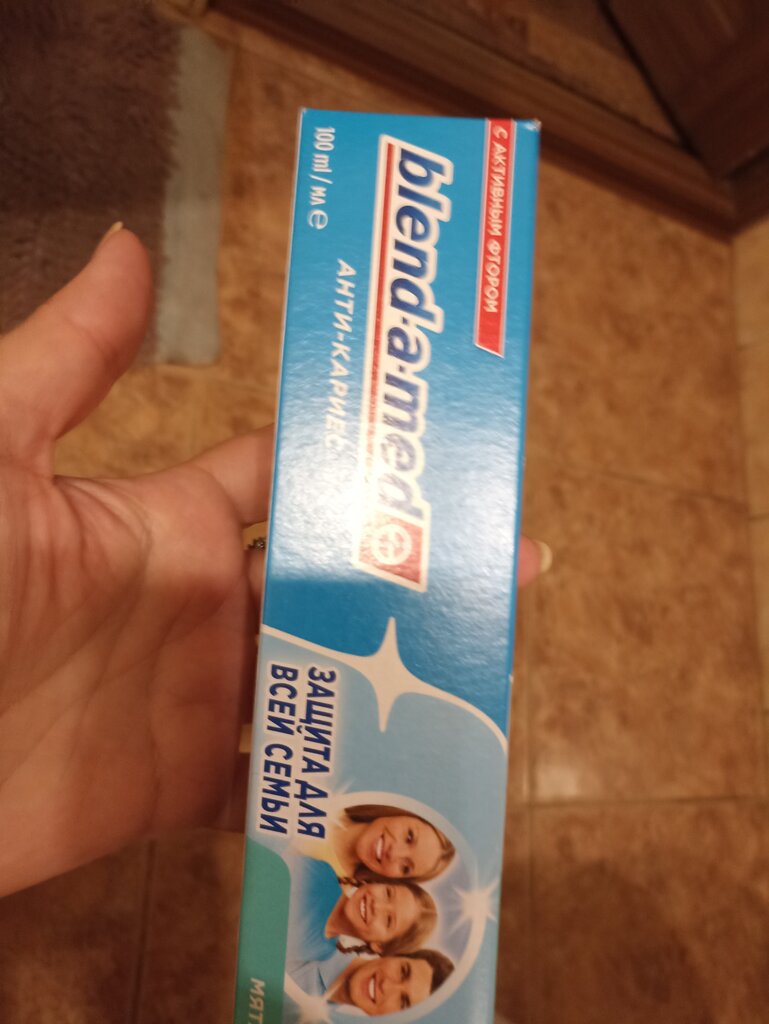 С АКТИВНЫМ ФТОРОМ
blend-a-med
АНТИ-КАРИЕС
100 ml / мл ℮
ЗАЩИТА ДЛЯ
ВСЕЙ СЕМЬИ